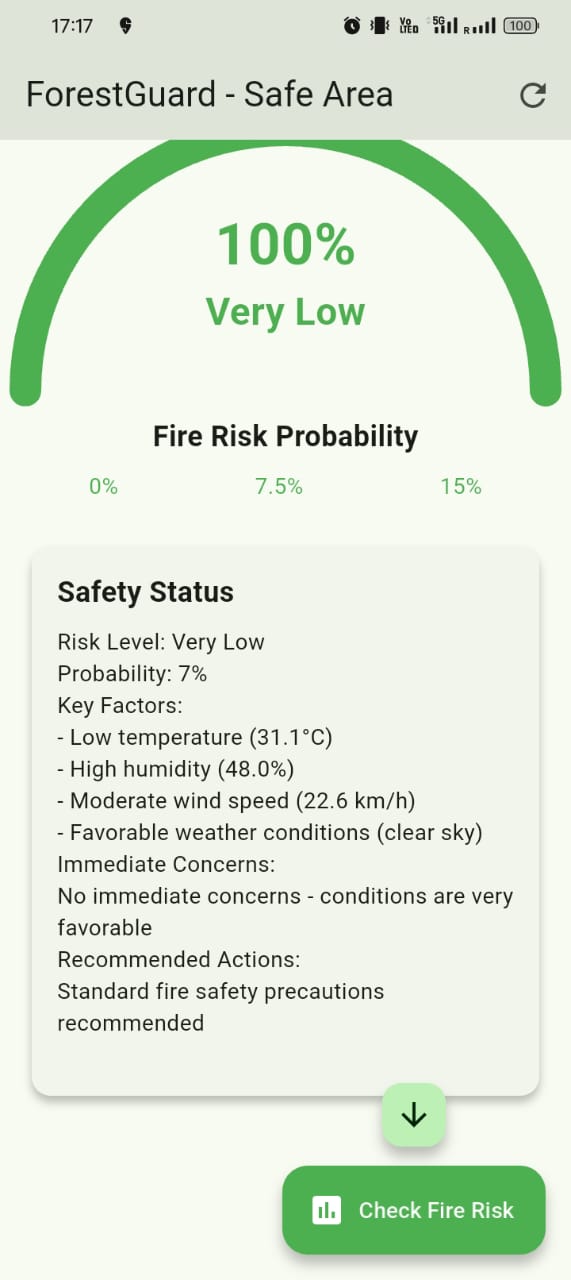 17:17
Vo LTED 5G R 100
ForestGuard - Safe Area
100%
Very Low
Fire Risk Probability
0% 7.5% 15%
Safety Status
Risk Level: Very Low
Probability: 7%
Key Factors:
- Low temperature (31.1°C)
- High humidity (48.0%)
- Moderate wind speed (22.6 km/h)
- Favorable weather conditions (clear sky)
Immediate Concerns:
No immediate concerns - conditions are very
favorable
Recommended Actions:
Standard fire safety precautions
recommended
Check Fire Risk